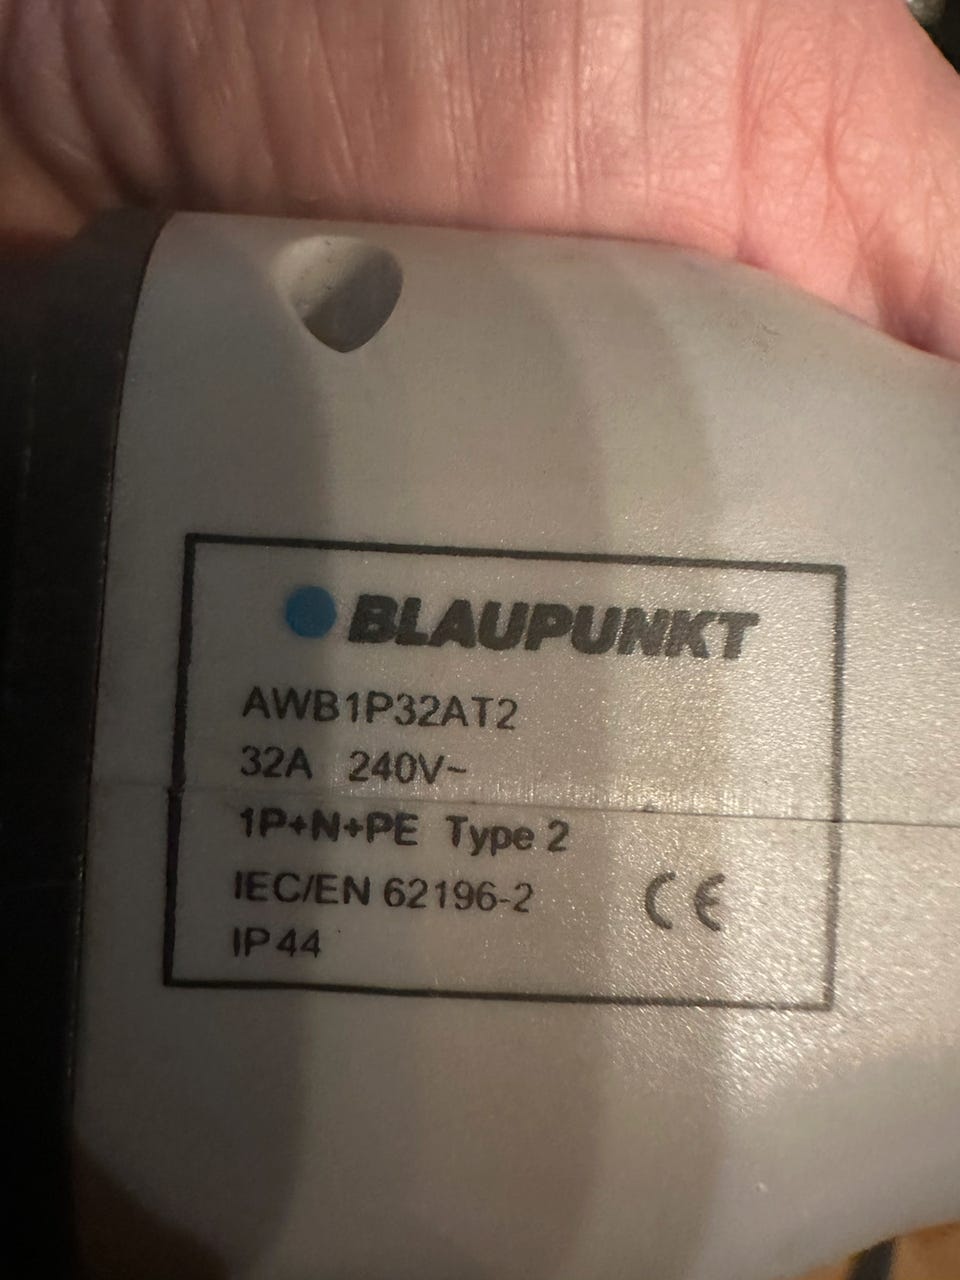 BLAUPUNKT
AWB1P32AT2
32A 240V~
1P+N+PE Type 2
IEC/EN 62196-2 CE
IP44